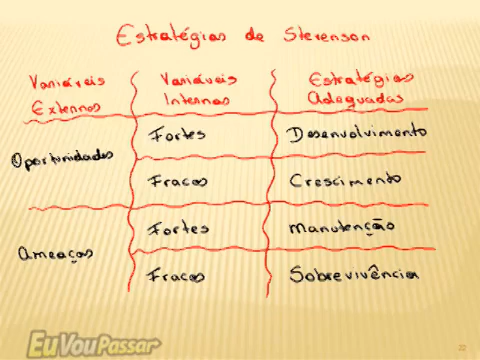 Estratégias de Stevenson
Variáveis Externas
Variáveis Internas
Estratégias Adequadas
Oportunidades
Fortes
Desenvolvimento
Fracas
Crescimento
Ameaças
Fortes
Manutenção
Fracas
Sobrevivência
EuVouPassar
22